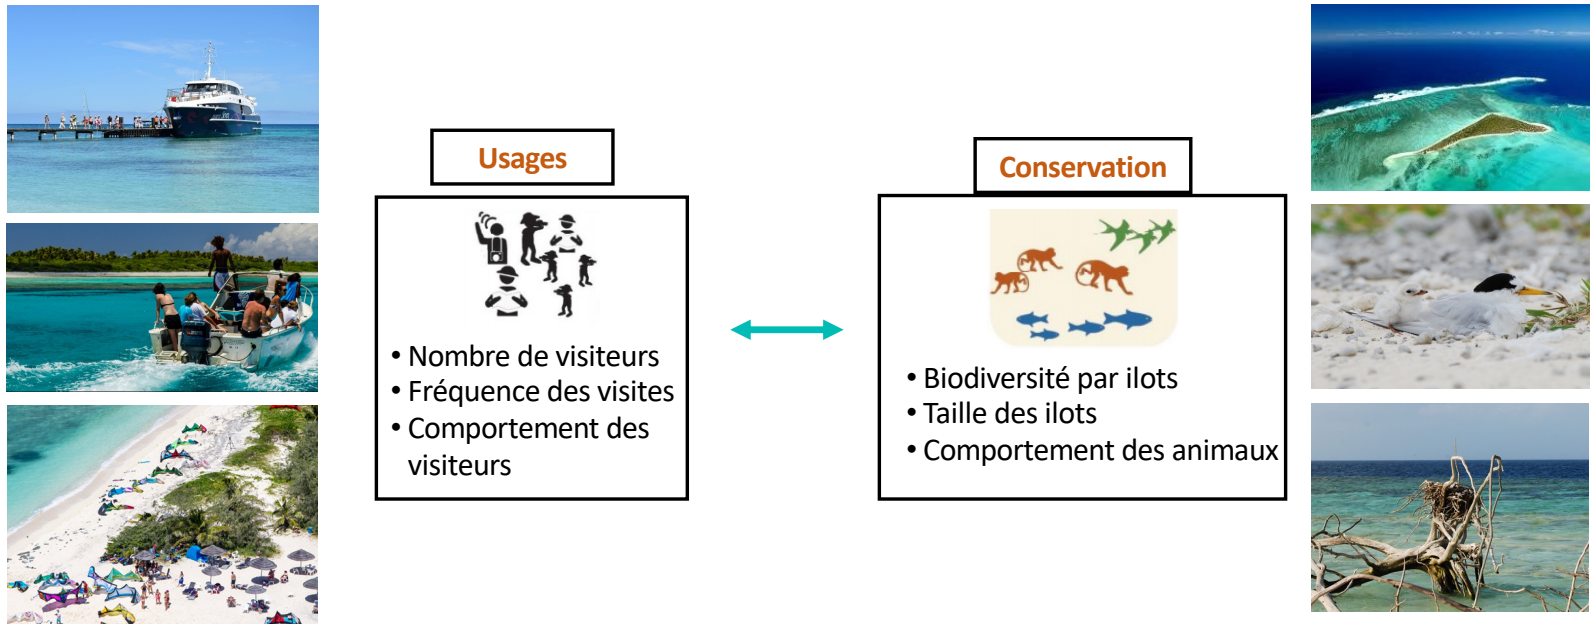 Usages
• Nombre de visiteurs
• Fréquence des visites
• Comportement des
visiteurs
Conservation
• Biodiversité par ilots
• Taille des ilots
• Comportement des animaux